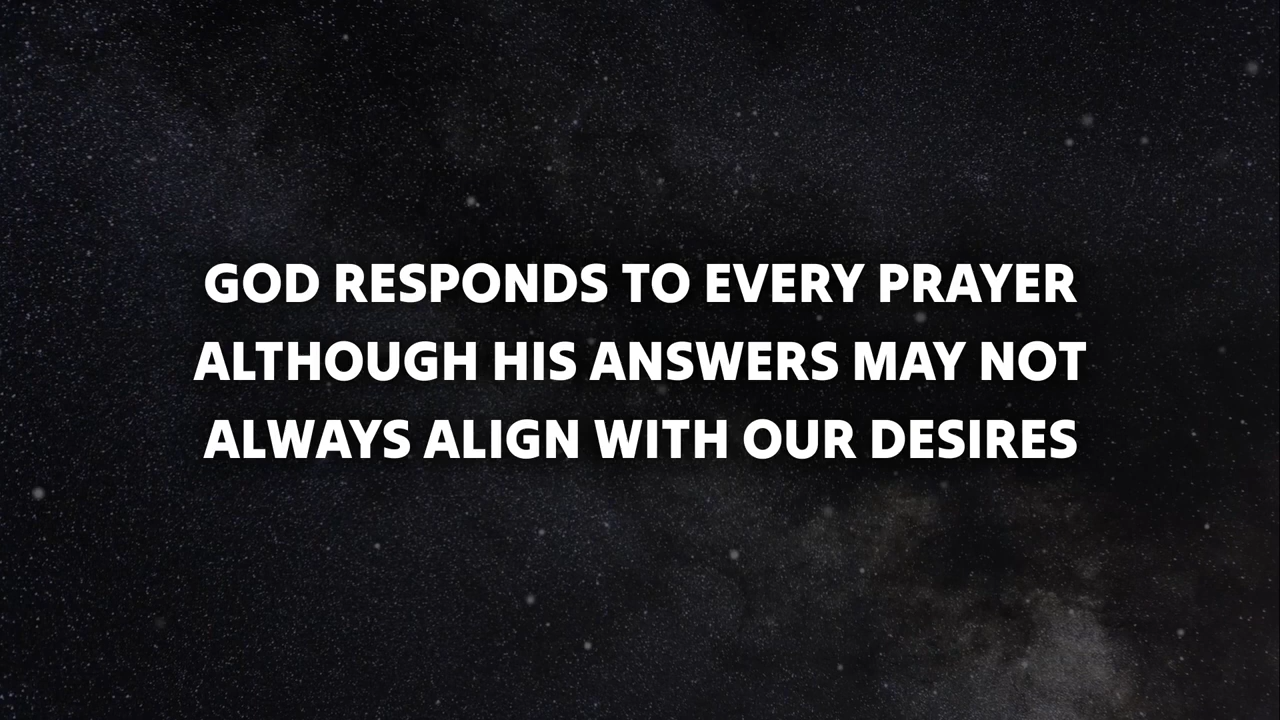 GOD RESPONDS TO EVERY PRAYER
ALTHOUGH HIS ANSWERS MAY NOT
ALWAYS ALIGN WITH OUR DESIRES